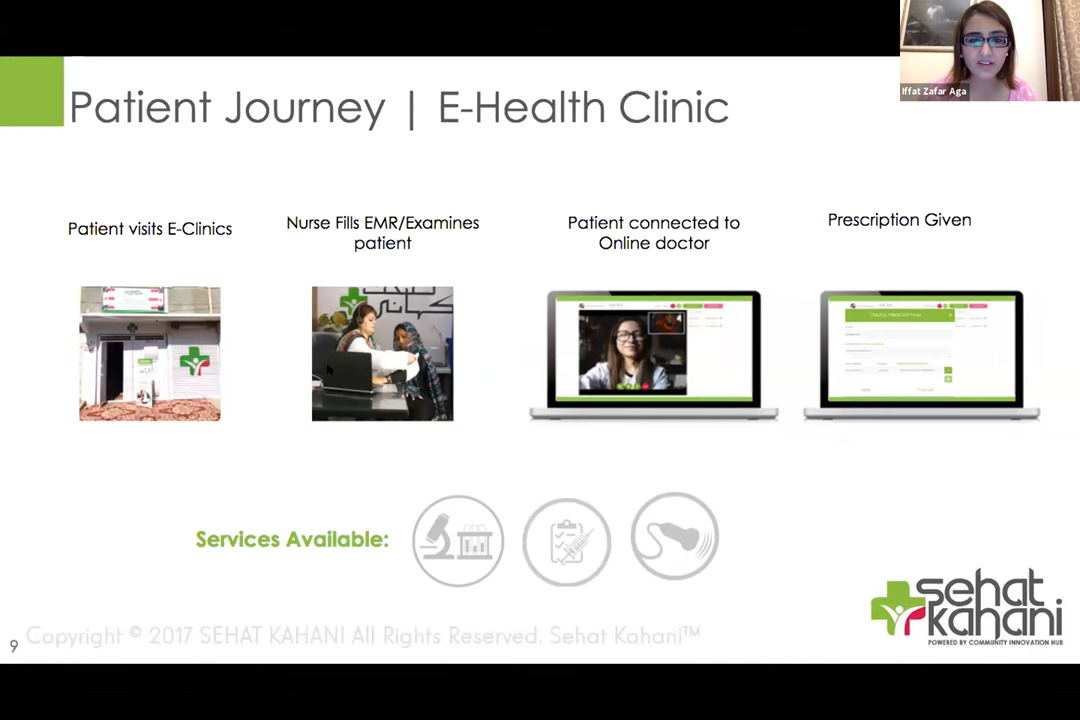 Iffat Zafar Aga
Patient Journey | E-Health Clinic
Patient visits E-Clinics
Nurse Fills EMR/Examines
patient
Patient connected to
Online doctor
Prescription Given
کہانی
Services Available:
sehat
kahani
POWERED BY COMMUNITY INNOVATION HUB
9
Copyright © 2017 SEHAT KAHANI All Rights Reserved. Sehat Kahani™